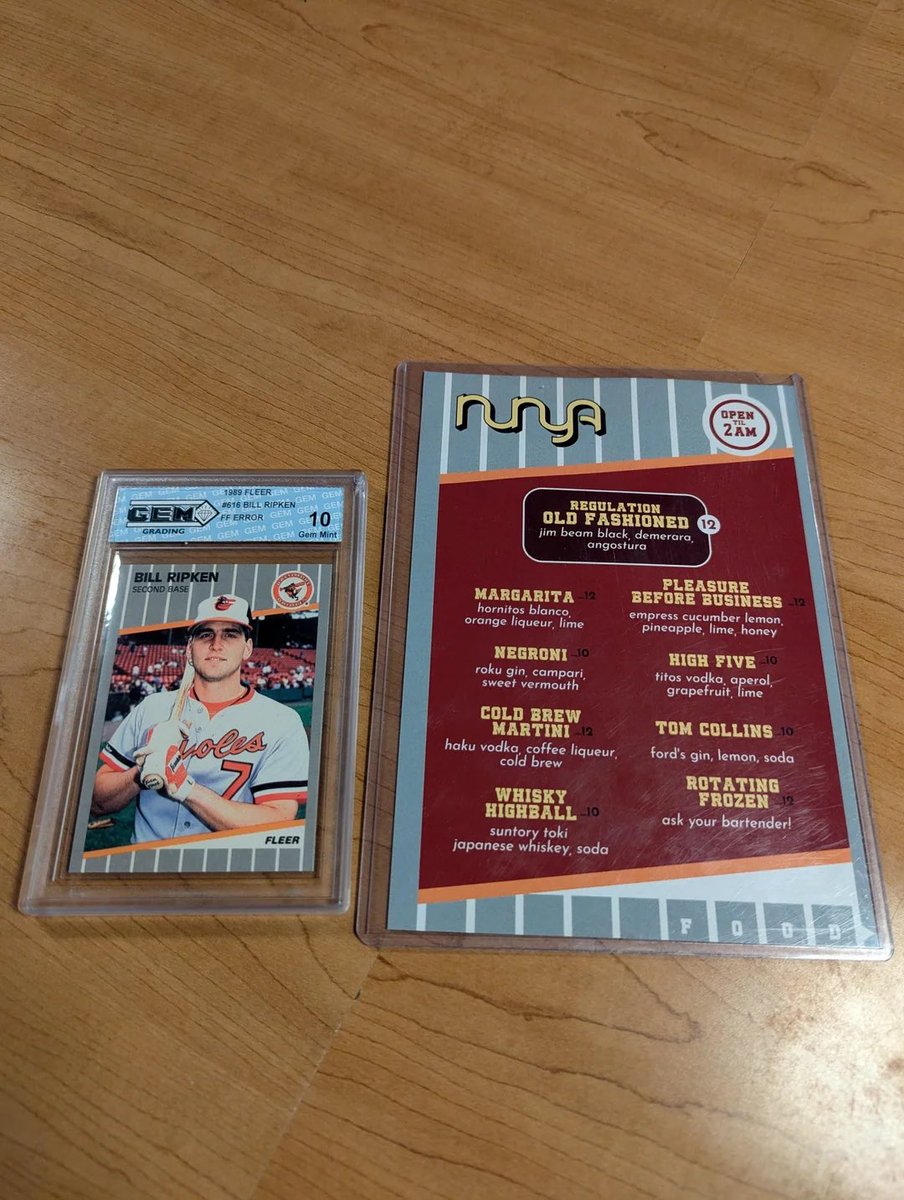 1989 FLEER
#616 BILL RIPKEN
FF ERROR
GEM
GRADING
10
Gem Mint
BILL RIPKEN
SECOND BASE
Orioles
7
FLEER
nunya
OPEN
TIL
2AM
REGULATION
OLD FASHIONED 12
jim beam black, demerara,
angostura
MARGARITA ...12
hornitos blanco,
orange liqueur, lime
NEGRONI ...10
roku gin, campari,
sweet vermouth
COLD BREW
MARTINI ...12
haku vodka, coffee liqueur,
cold brew
WHISKY
HIGHBALL ...10
suntory toki
japanese whiskey, soda
PLEASURE
BEFORE BUSINESS ...12
empress cucumber lemon,
pineapple, lime, honey
HIGH FIVE ...10
titos vodka, aperol,
grapefruit, lime
TOM COLLINS ...10
ford's gin, lemon, soda
ROTATING
FROZEN ...12
ask your bartender!
FOOD